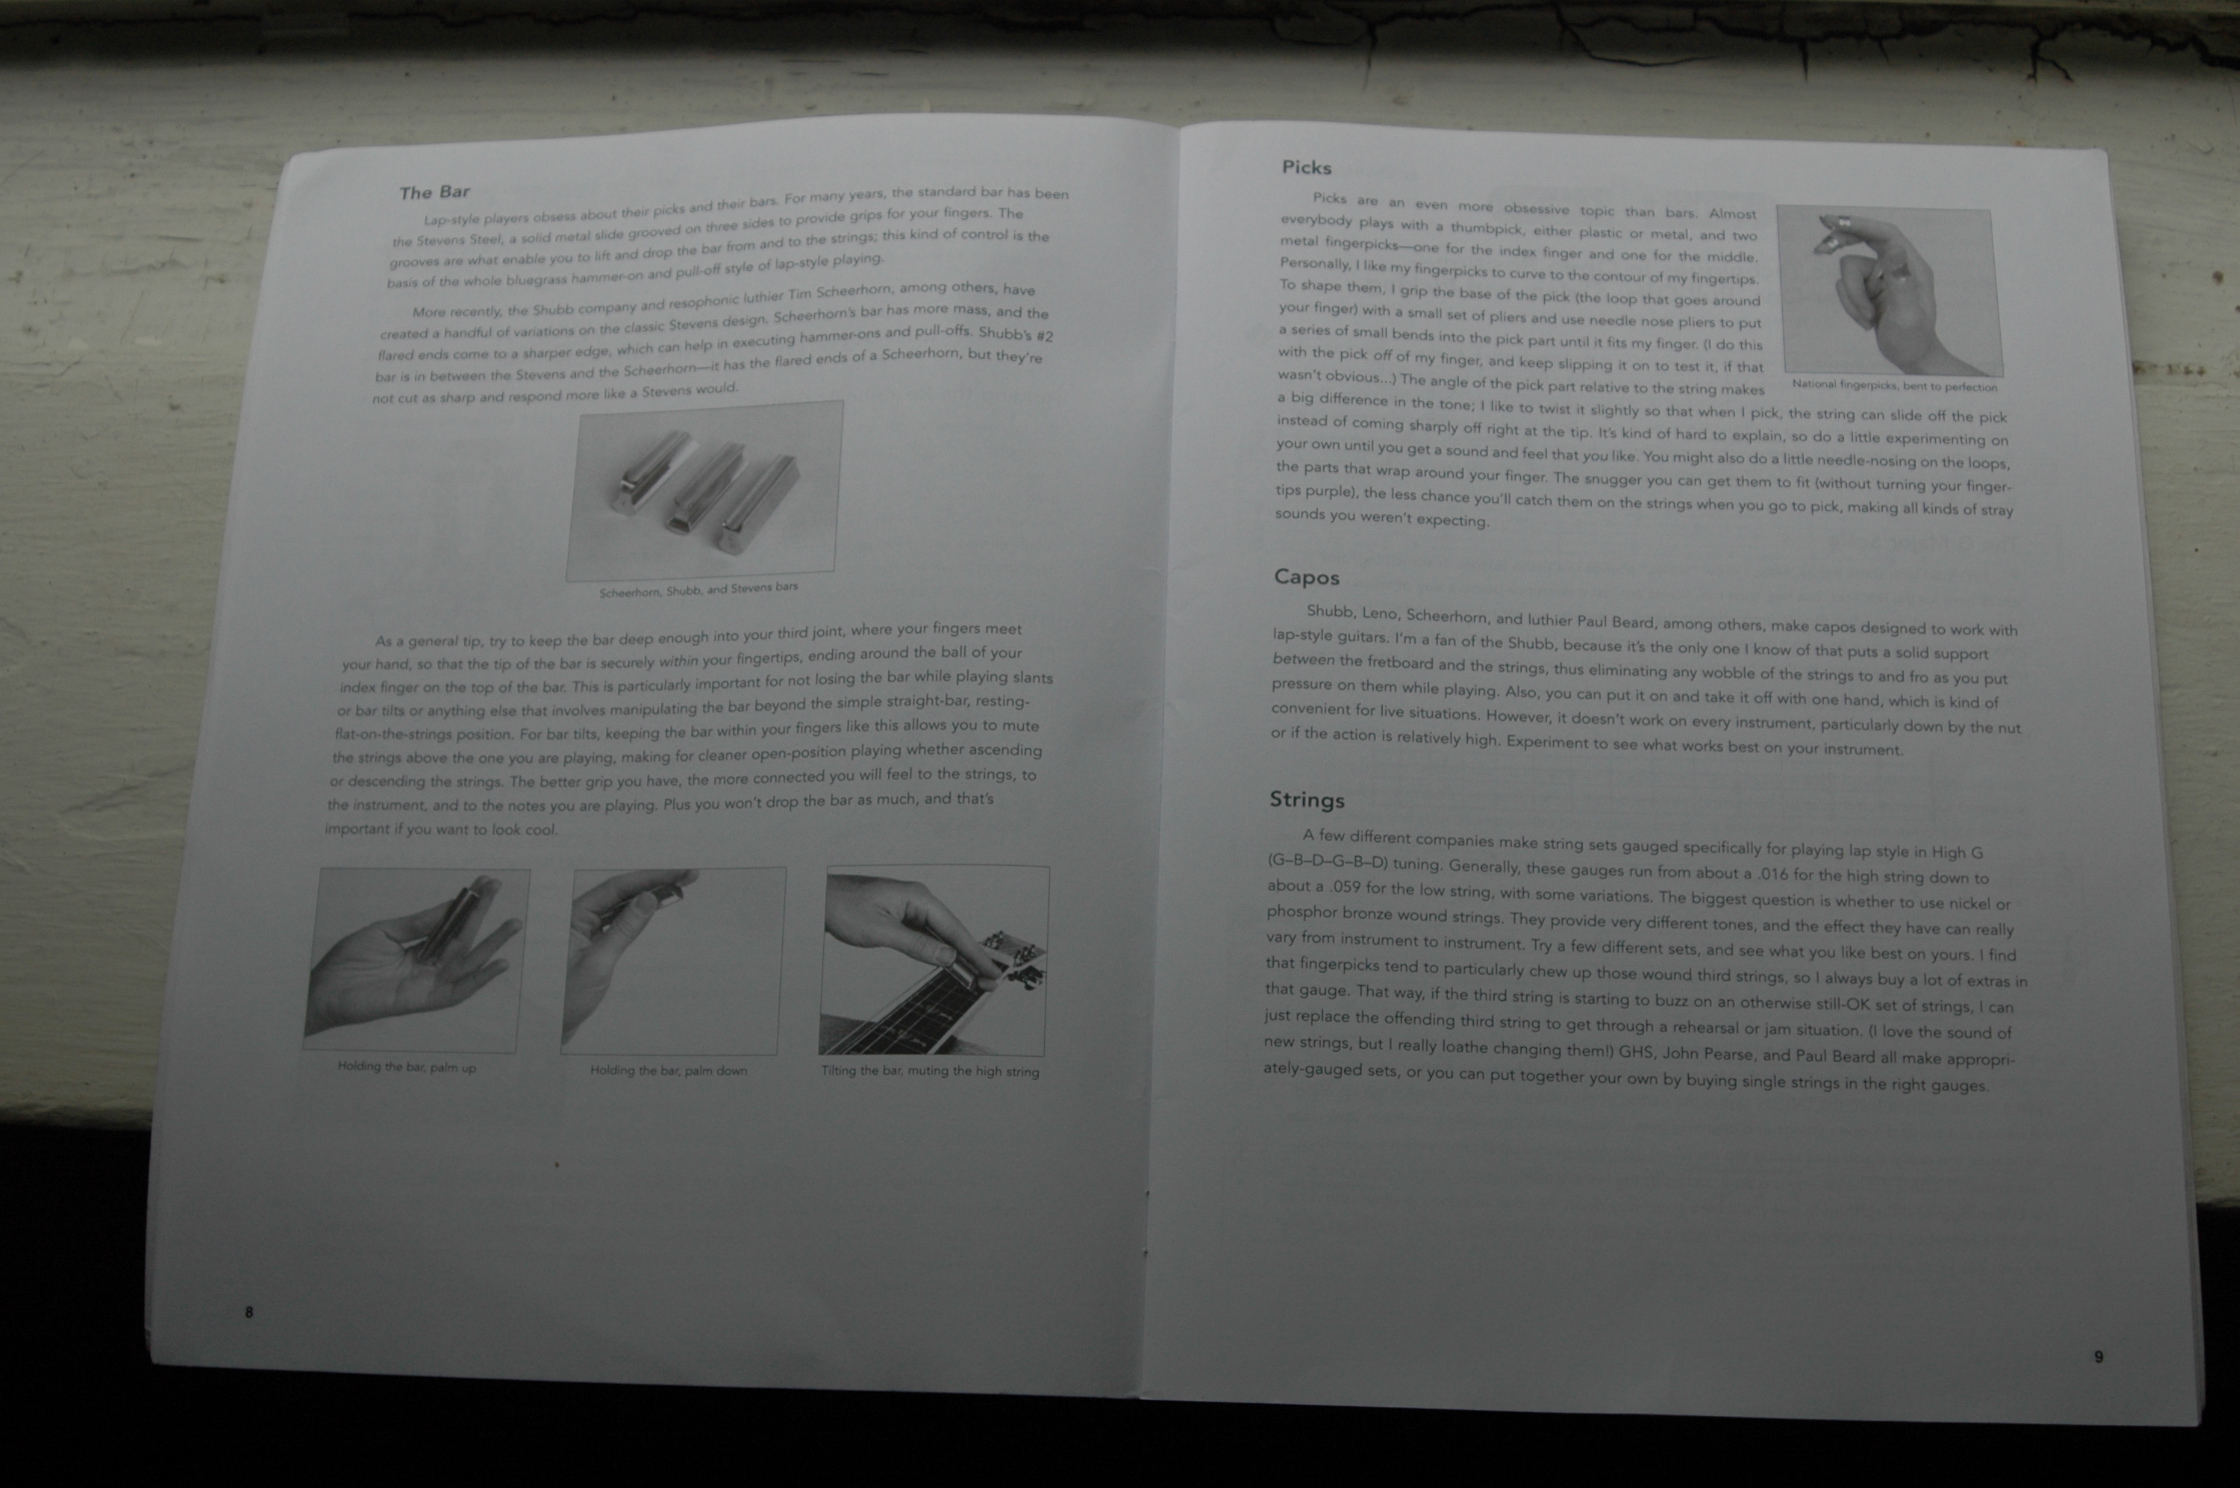 The Bar
Lap-style players obsess about their picks and their bars. For many years, the standard bar has been
the Stevens Steel, a solid metal slide grooved on three sides to provide grips for your fingers. The
grooves are what enable you to lift and drop the bar from and to the strings; this kind of control is the
basis of the whole bluegrass hammer-on and pull-off style of lap-style playing.
More recently, the Shubb company and resophonic luthier Tim Scheerhorn, among others, have
created a handful of variations on the classic Stevens design. Scheerhorn's bar has more mass, and the
flared ends come to a sharper edge, which can help in executing hammer-ons and pull-offs. Shubb's #2
bar is in between the Stevens and the Scheerhorn—it has the flared ends of a Scheerhorn, but they're
not cut as sharp and respond more like a Stevens would.
Scheerhorn, Shubb, and Stevens bars
As a general tip, try to keep the bar deep enough into your third joint, where your fingers meet
your hand, so that the tip of the bar is securely within your fingertips, ending around the ball of your
index finger on the top of the bar. This is particularly important for not losing the bar while playing slants
or bar tilts or anything else that involves manipulating the bar beyond the simple straight-bar, resting-
flat-on-the-strings position. For bar tilts, keeping the bar within your fingers like this allows you to mute
the strings above the one you are playing, making for cleaner open-position playing whether ascending
or descending the strings. The better grip you have, the more connected you will feel to the strings, to
the instrument, and to the notes you are playing. Plus you won't drop the bar as much, and that's
important if you want to look cool.
Holding the bar, palm up
Holding the bar, palm down
Tilting the bar, muting the high string
8
Picks
Picks are an even more obsessive topic than bars. Almost
everybody plays with a thumbpick, either plastic or metal, and two
metal fingerpicks—one for the index finger and one for the middle.
Personally, I like my fingerpicks to curve to the contour of my fingertips.
To shape them, I grip the base of the pick (the loop that goes around
your finger) with a small set of pliers and use needle nose pliers to put
a series of small bends into the pick part until it fits my finger. (I do this
with the pick off of my finger, and keep slipping it on to test it, if that
wasn't obvious...) The angle of the pick part relative to the string makes
National fingerpicks, bent to perfection
a big difference in the tone; I like to twist it slightly so that when I pick, the string can slide off the pick
instead of coming sharply off right at the tip. It's kind of hard to explain, so do a little experimenting on
your own until you get a sound and feel that you like. You might also do a little needle-nosing on the loops,
the parts that wrap around your finger. The snugger you can get them to fit (without turning your finger-
tips purple), the less chance you'll catch them on the strings when you go to pick, making all kinds of stray
sounds you weren't expecting.
Capos
Shubb, Leno, Scheerhorn, and luthier Paul Beard, among others, make capos designed to work with
lap-style guitars. I'm a fan of the Shubb, because it's the only one I know of that puts a solid support
between the fretboard and the strings, thus eliminating any wobble of the strings to and fro as you put
pressure on them while playing. Also, you can put it on and take it off with one hand, which is kind of
convenient for live situations. However, it doesn't work on every instrument, particularly down by the nut
or if the action is relatively high. Experiment to see what works best on your instrument.
Strings
A few different companies make string sets gauged specifically for playing lap style in High G
(G–B–D–G–B–D) tuning. Generally, these gauges run from about a .016 for the high string down to
about a .059 for the low string, with some variations. The biggest question is whether to use nickel or
phosphor bronze wound strings. They provide very different tones, and the effect they have can really
vary from instrument to instrument. Try a few different sets, and see what you like best on yours. I find
that fingerpicks tend to particularly chew up those wound third strings, so I always buy a lot of extras in
that gauge. That way, if the third string is starting to buzz on an otherwise still-OK set of strings, I can
just replace the offending third string to get through a rehearsal or jam situation. (I love the sound of
new strings, but I really loathe changing them!) GHS, John Pearse, and Paul Beard all make appropri-
ately-gauged sets, or you can put together your own by buying single strings in the right gauges.
9